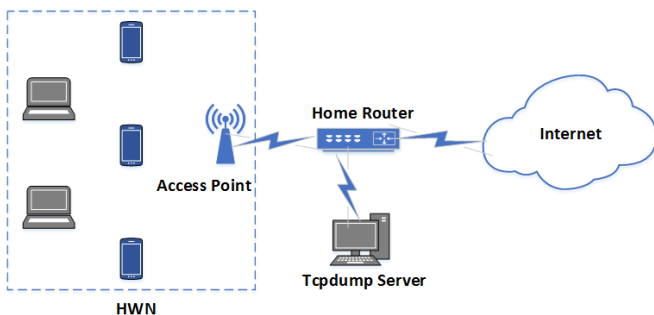 Home Router
Internet
Access Point
Tcpdump Server
HWN